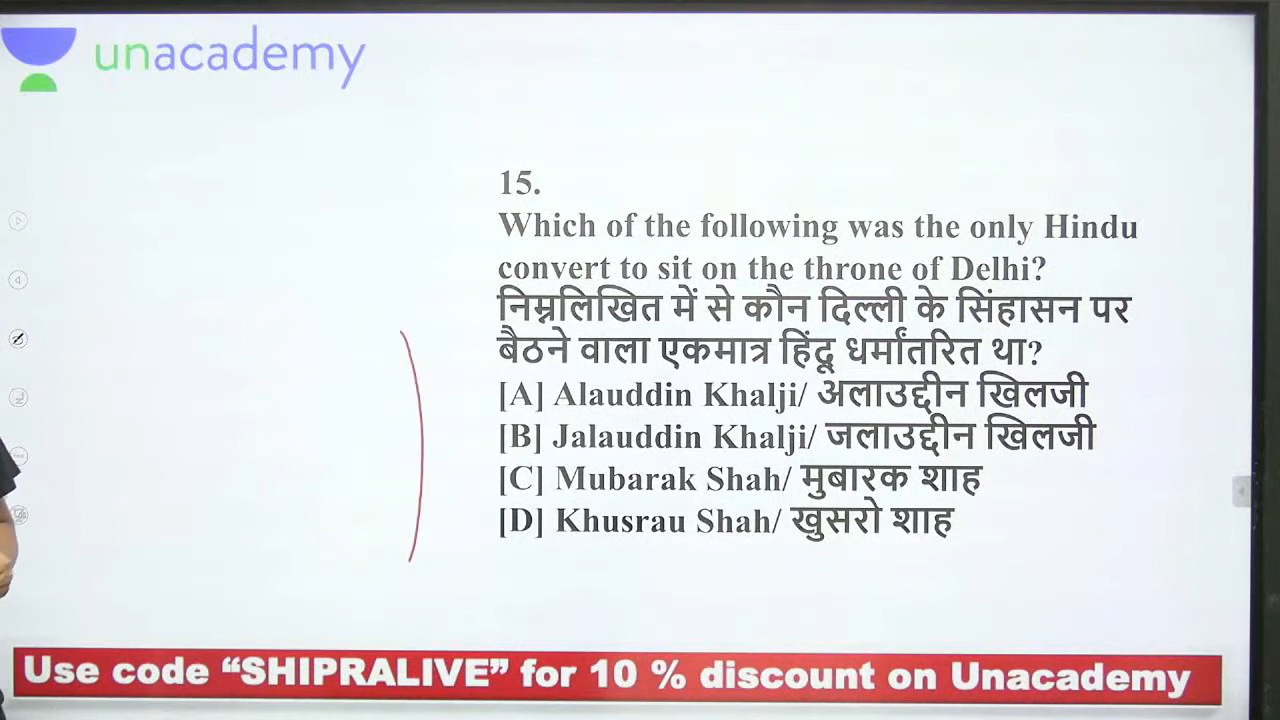 unacademy
15.
Which of the following was the only Hindu
convert to sit on the throne of Delhi?
निम्नलिखित में से कौन दिल्ली के सिंहासन पर
बैठने वाला एकमात्र हिंदू धर्मांतरित था?
[A] Alauddin Khalji/ अलाउद्दीन खिलजी
[B] Jalauddin Khalji/ जलाउद्दीन खिलजी
[C] Mubarak Shah/ मुबारक शाह
[D] Khusrau Shah/ खुसरो शाह
Use code “SHIPRALIVE” for 10 % discount on Unacademy